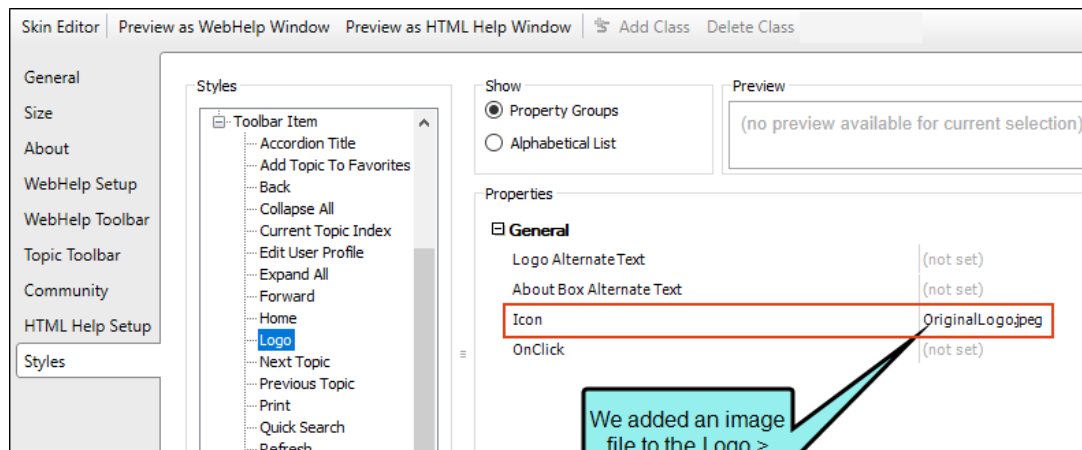 Skin Editor Preview as WebHelp Window Preview as HTML Help Window Add Class Delete Class
General
Size
About
WebHelp Setup
WebHelp Toolbar
Topic Toolbar
Community
HTML Help Setup
Styles
Styles
Toolbar Item
Accordion Title
Add Topic To Favorites
Back
Collapse All
Current Topic Index
Edit User Profile
Expand All
Forward
Home
Logo
Next Topic
Previous Topic
Print
Quick Search
Refresh
Show
Property Groups
Alphabetical List
Preview
(no preview available for current selection)
Properties
General
Logo Alternate Text (not set)
About Box Alternate Text (not set)
Icon OriginalLogo.jpeg
OnClick (not set)
We added an image
file to the Logo >